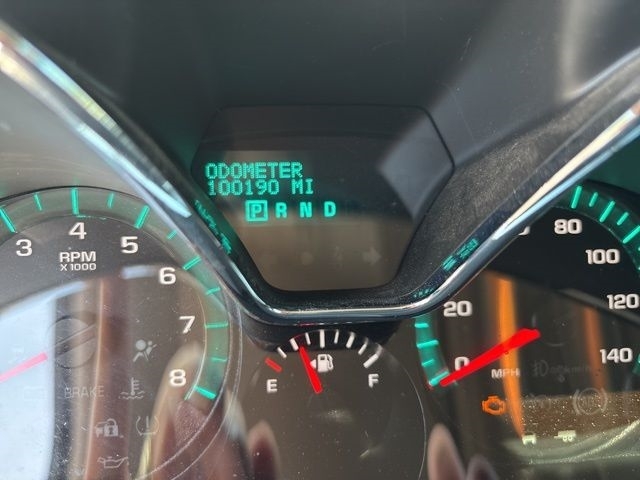 ODOMETER
100190 MI
P R N D
3 4 5 6 7 8
RPM
X1000
BRAKE
E F
0 20 80 100 120 140
MPH